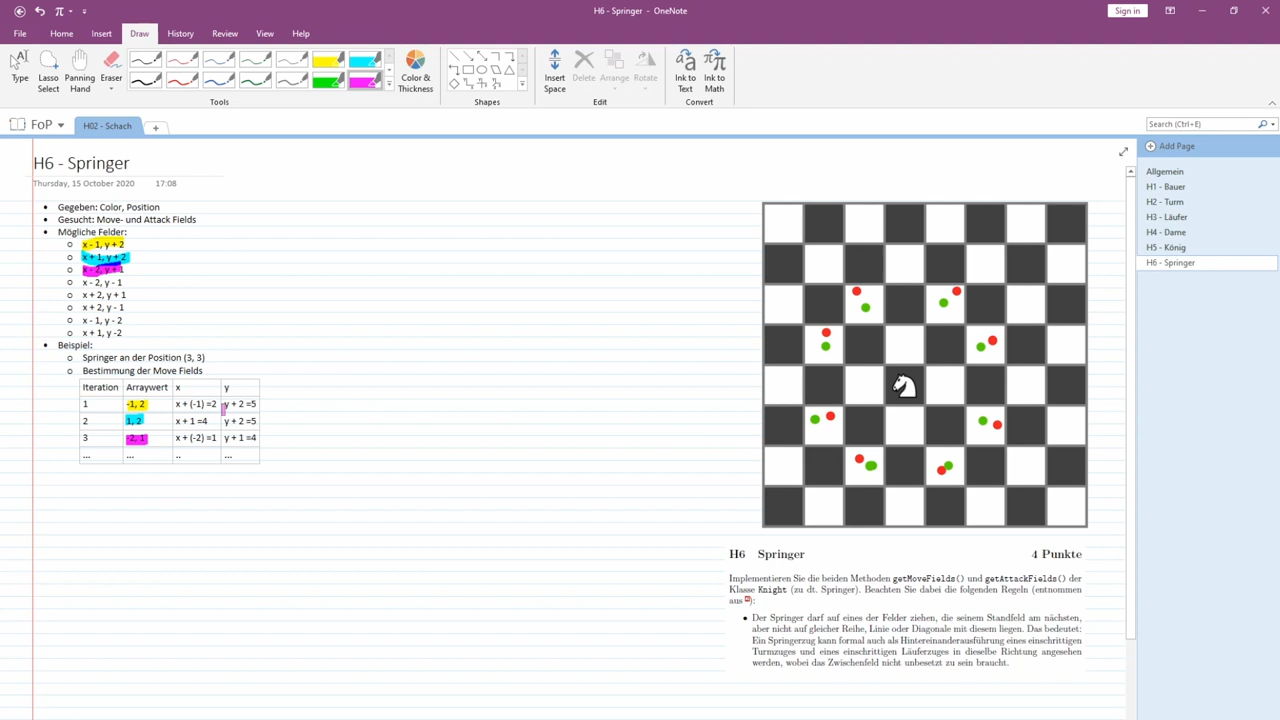 H6 - Springer - OneNote
Sign in
File Home Insert Draw History Review View Help
Type
Lasso Select
Panning Hand
Eraser
Color & Thickness
Insert Space
Delete
Arrange
Rotate
Ink to Text
Ink to Math
Tools
Shapes
Edit
Convert
FoP
H02 - Schach
Search (Ctrl+E)
Add Page
Allgemein
H1 - Bauer
H2 - Turm
H3 - Läufer
H4 - Dame
H5 - König
H6 - Springer
H6 - Springer
Thursday, 15 October 2020 17:08
• Gegeben: Color, Position
• Gesucht: Move- und Attack Fields
• Mögliche Felder:
o x - 1, y + 2
o x + 1, y + 2
o x - 2, y + 1
o x - 2, y - 1
o x + 2, y + 1
o x + 2, y - 1
o x - 1, y - 2
o x + 1, y -2
• Beispiel:
o Springer an der Position (3, 3)
o Bestimmung der Move Fields
Iteration Arraywert x y
1 -1, 2 x + (-1) =2 y + 2 =5
2 1, 2 x + 1 =4 y + 2 =5
3 -2, 1 x + (-2) =1 y + 1 =4
... ... .. ...
H6 Springer 4 Punkte
Implementieren Sie die beiden Methoden getMoveFields() und getAttackFields() der
Klasse Knight (zu dt. Springer). Beachten Sie dabei die folgenden Regeln (entnommen
aus ):
• Der Springer darf auf eines der Felder ziehen, die seinem Standfeld am nächsten,
aber nicht auf gleicher Reihe, Linie oder Diagonale mit diesem liegen. Das bedeutet:
Ein Springerzug kann formal auch als Hintereinanderausführung eines einschrittigen
Turmzuges und eines einschrittigen Läuferzuges in dieselbe Richtung angesehen
werden, wobei das Zwischenfeld nicht unbesetzt zu sein braucht.